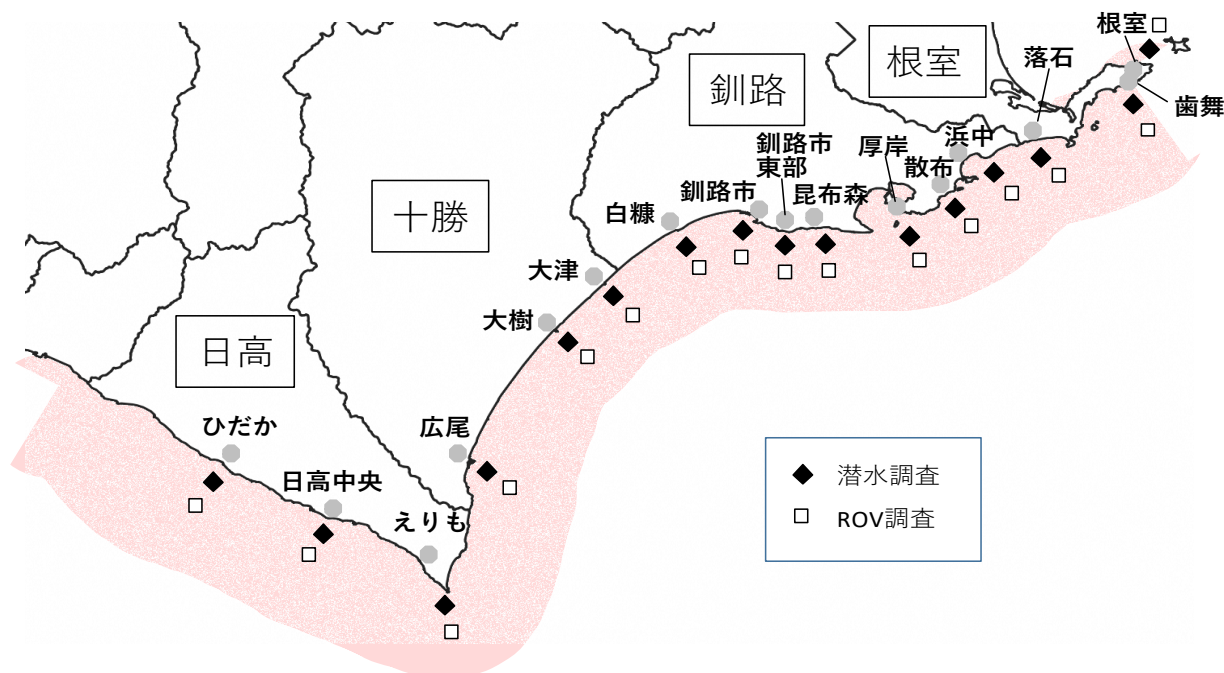 根室
落石
根室
歯舞
釧路
浜中
厚岸
散布
釧路市
東部
昆布森
釧路市
白糠
十勝
大津
大樹
日高
広尾
ひだか
日高中央
えりも
潜水調査
ROV調査